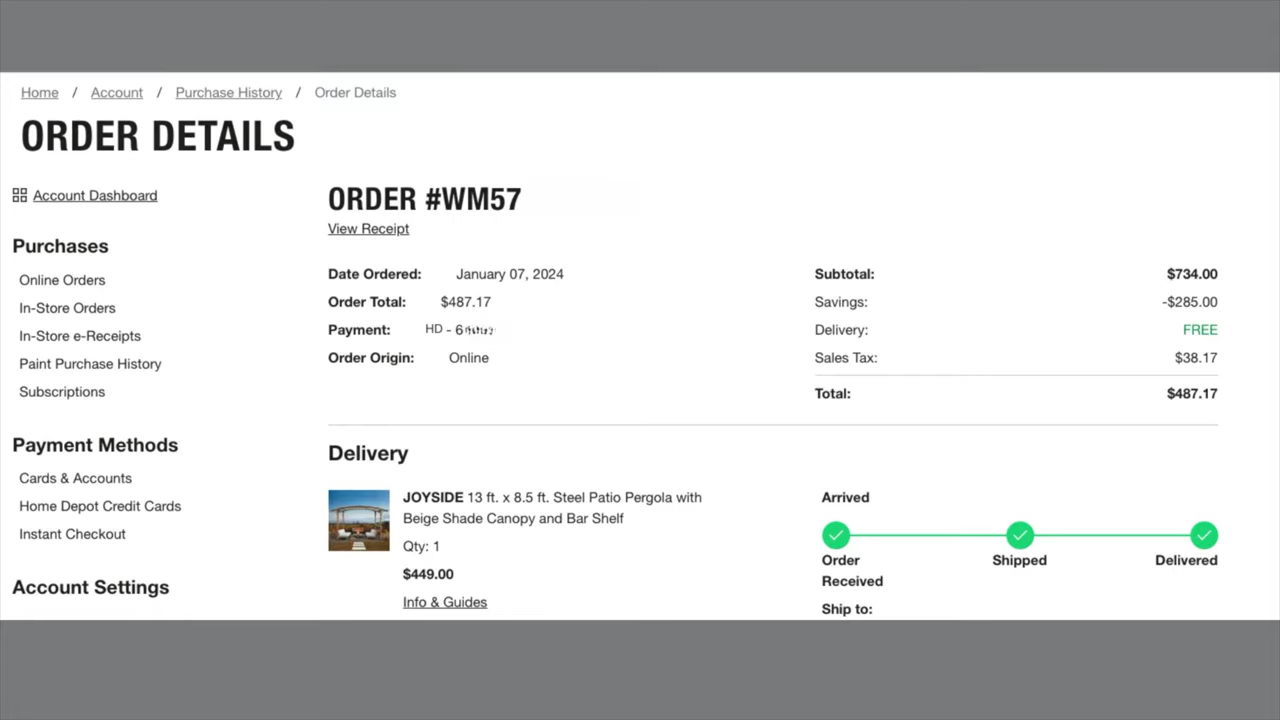 Home / Account / Purchase History / Order Details
ORDER DETAILS
Account Dashboard
Purchases
Online Orders
In-Store Orders
In-Store e-Receipts
Paint Purchase History
Subscriptions
Payment Methods
Cards & Accounts
Home Depot Credit Cards
Instant Checkout
Account Settings
ORDER #WM57
View Receipt
Date Ordered: January 07, 2024
Order Total: $487.17
Payment: HD -
Order Origin: Online
Subtotal: $734.00
Savings: -$285.00
Delivery: FREE
Sales Tax: $38.17
Total: $487.17
Delivery
JOYSIDE 13 ft. x 8.5 ft. Steel Patio Pergola with
Beige Shade Canopy and Bar Shelf
Qty: 1
$449.00
Info & Guides
Arrived
Order
Received
Shipped
Delivered
Ship to: